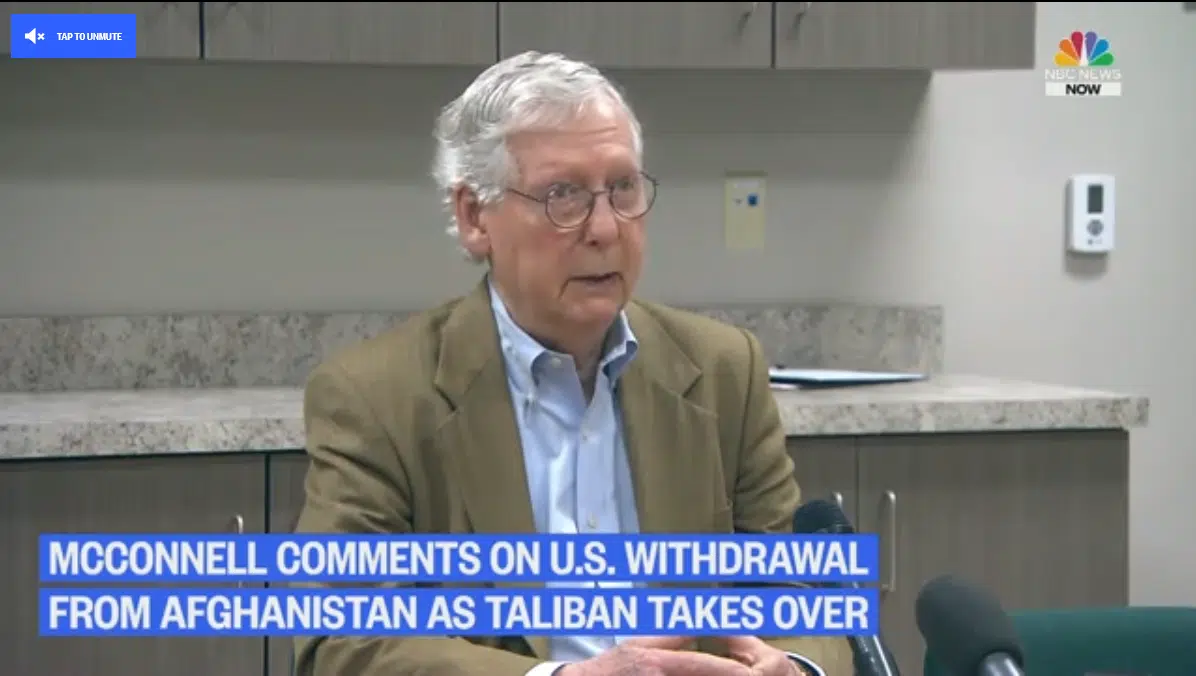 TAP TO UNMUTE
NBC NEWS
NOW
MCCONNELL COMMENTS ON U.S. WITHDRAWAL
FROM AFGHANISTAN AS TALIBAN TAKES OVER